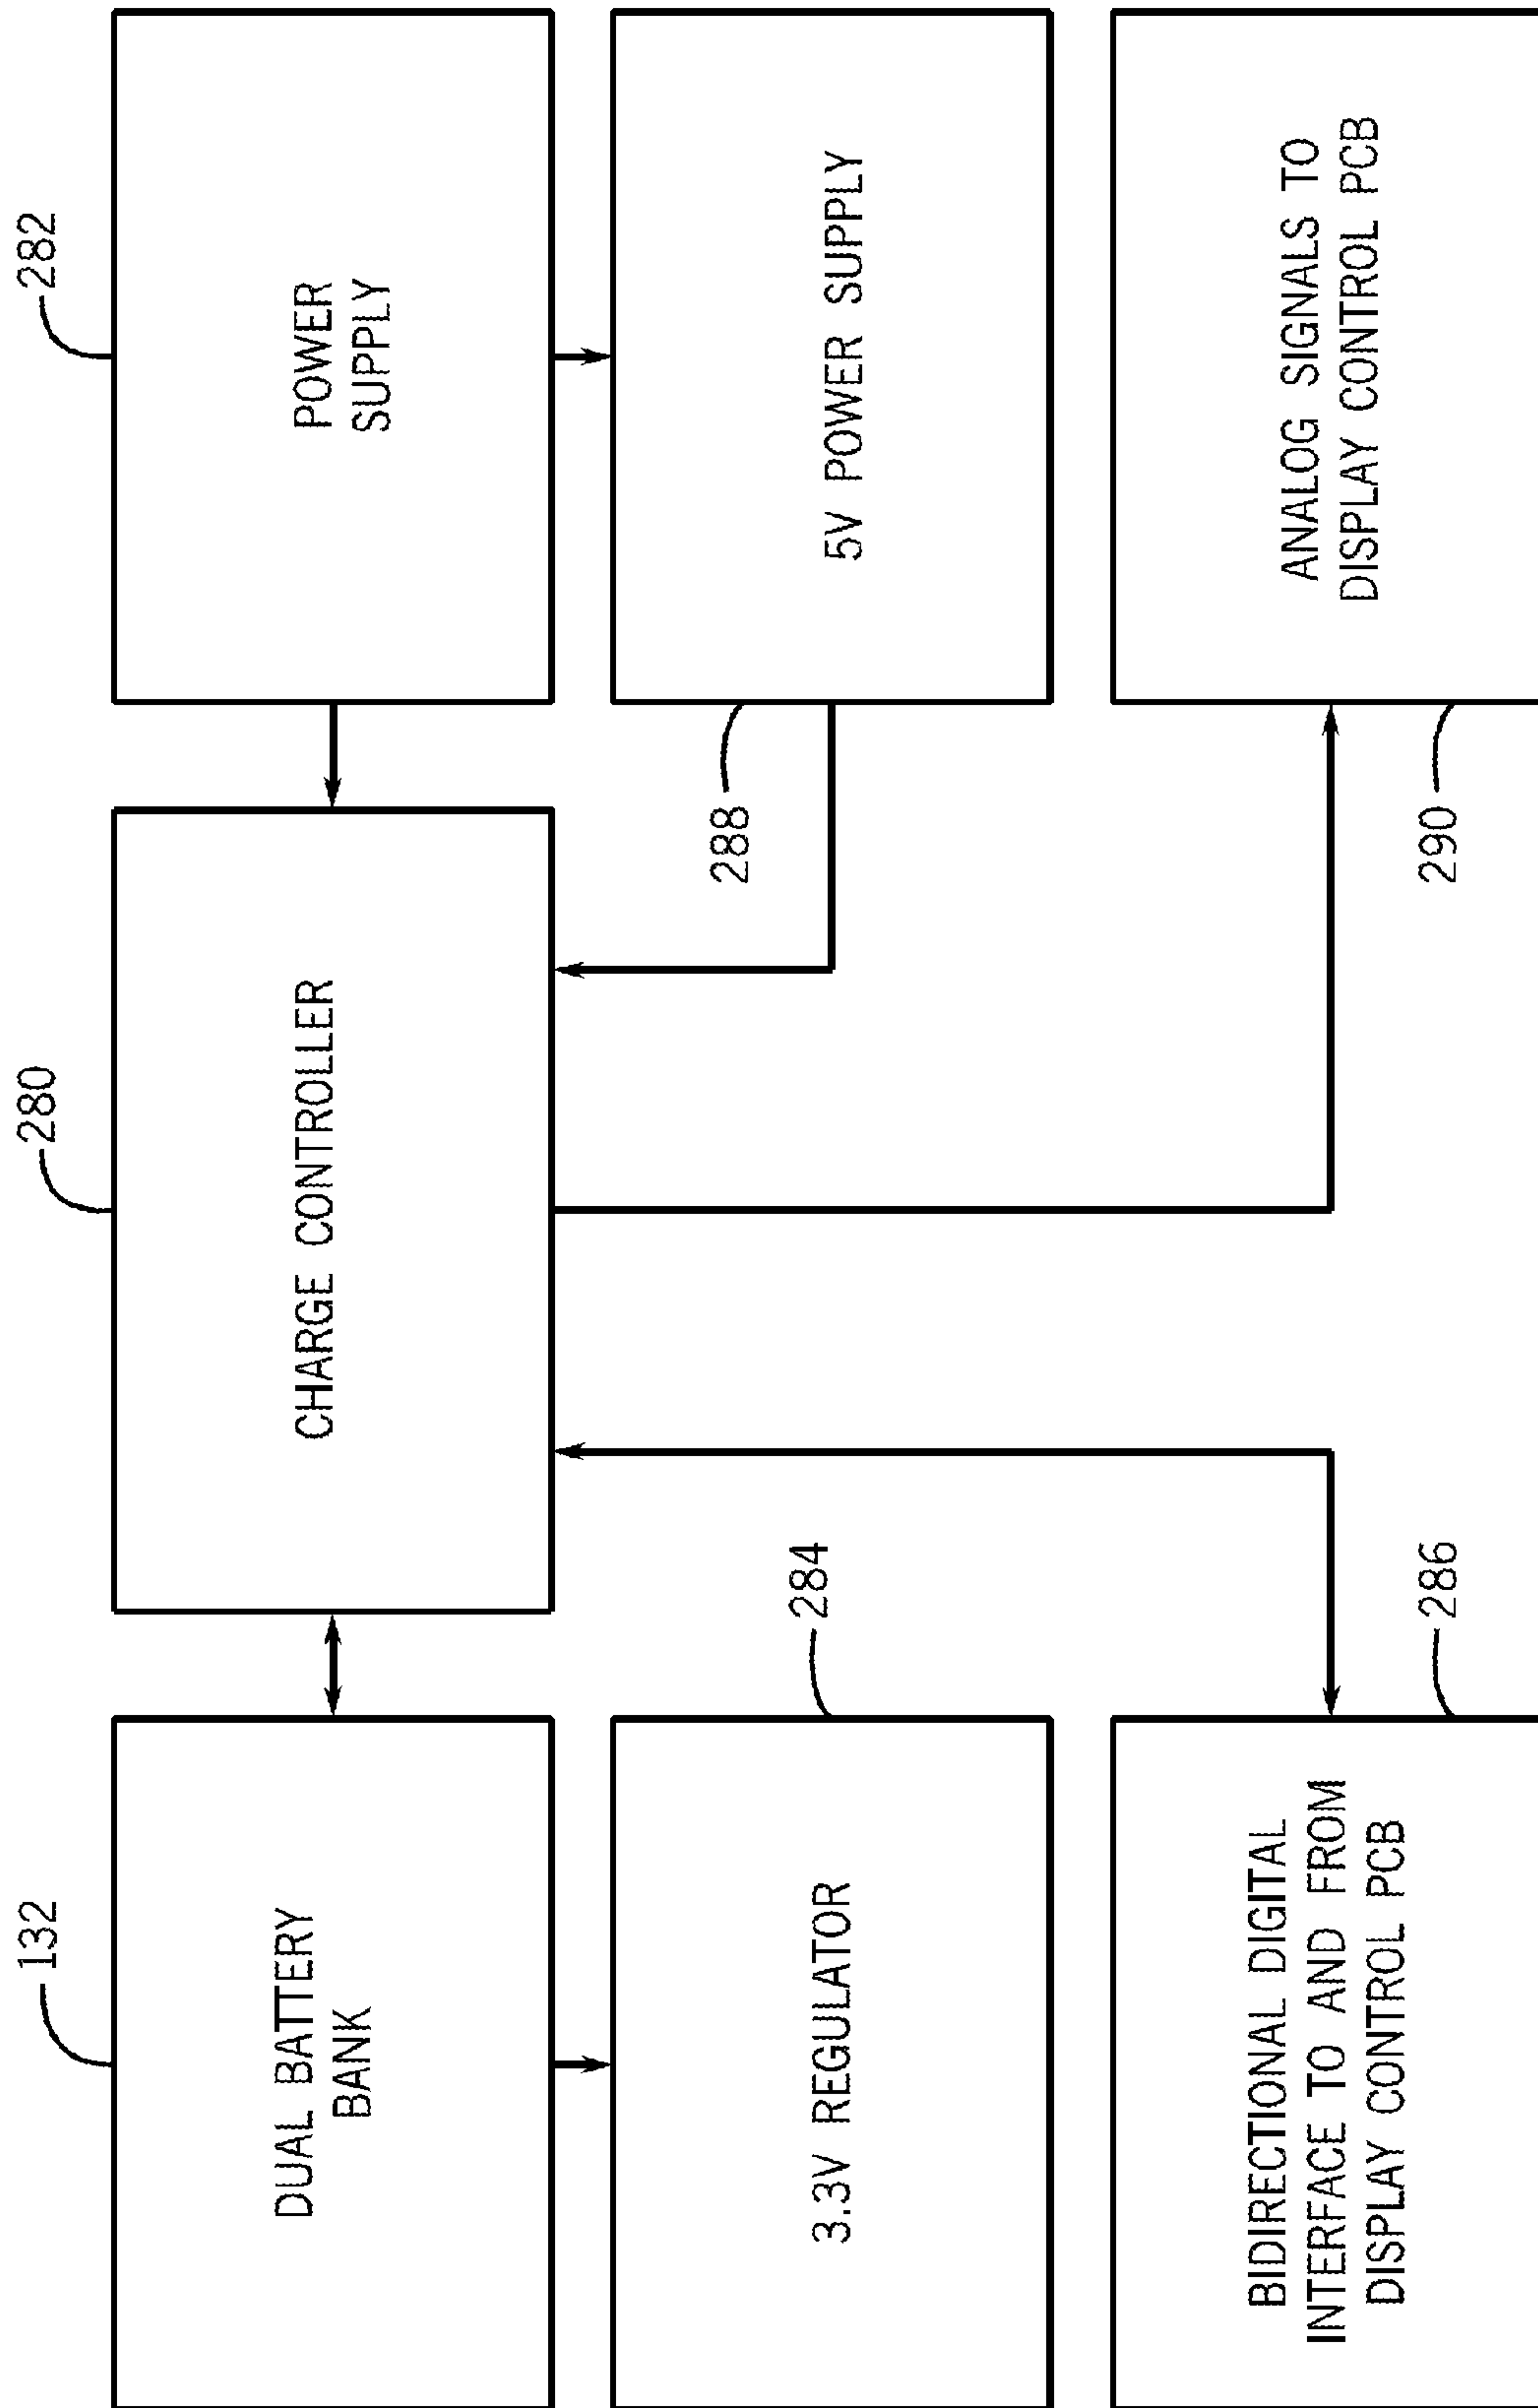 132
280
282
DUAL BATTERY
BANK
CHARGE CONTROLLER
POWER
SUPPLY
3.3V REGULATOR
284
288
5V POWER SUPPLY
BIDIRECTIONAL DIGITAL
INTERFACE TO AND FROM
DISPLAY CONTROL PCB
286
290
ANALOG SIGNALS TO
DISPLAY CONTROL PCB